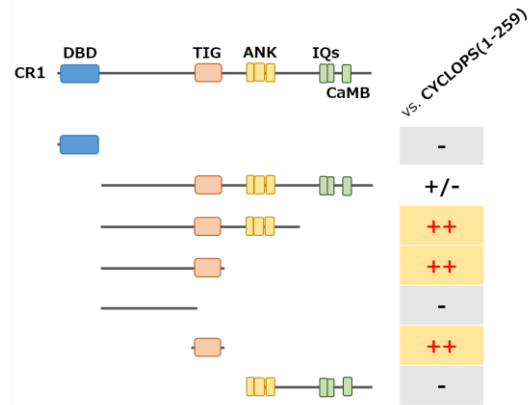 DBD TIG ANK IQs
CR1
CaMB
vs. CYCLOPS(1-259)
-
+/-
++
++
-
++
-